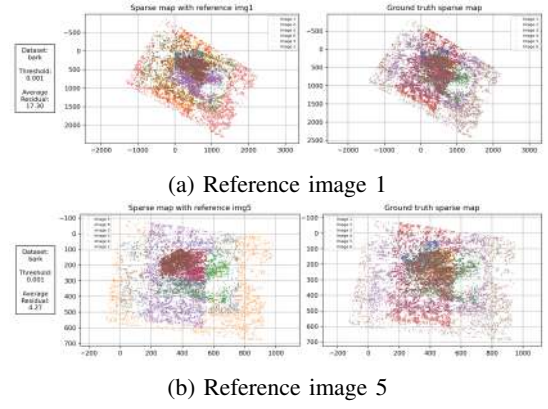 Sparse map with reference img1
Ground truth sparse map
Dataset:
bark
Threshold:
0.001
Average
Residual:
17.30
−500
0
500
1000
1500
2000
−2000 −1000 0 1000 2000 3000
−500
0
500
1000
1500
2000
2500
−2000 −1000 0 1000 2000 3000
(a) Reference image 1
Sparse map with reference img5
Ground truth sparse map
Dataset:
bark
Threshold:
0.001
Average
Residual:
4.27
−100
0
100
200
300
400
500
600
700
0 200 400 600 800 1000
−100
0
100
200
300
400
500
600
700
0 200 400 600 800
(b) Reference image 5